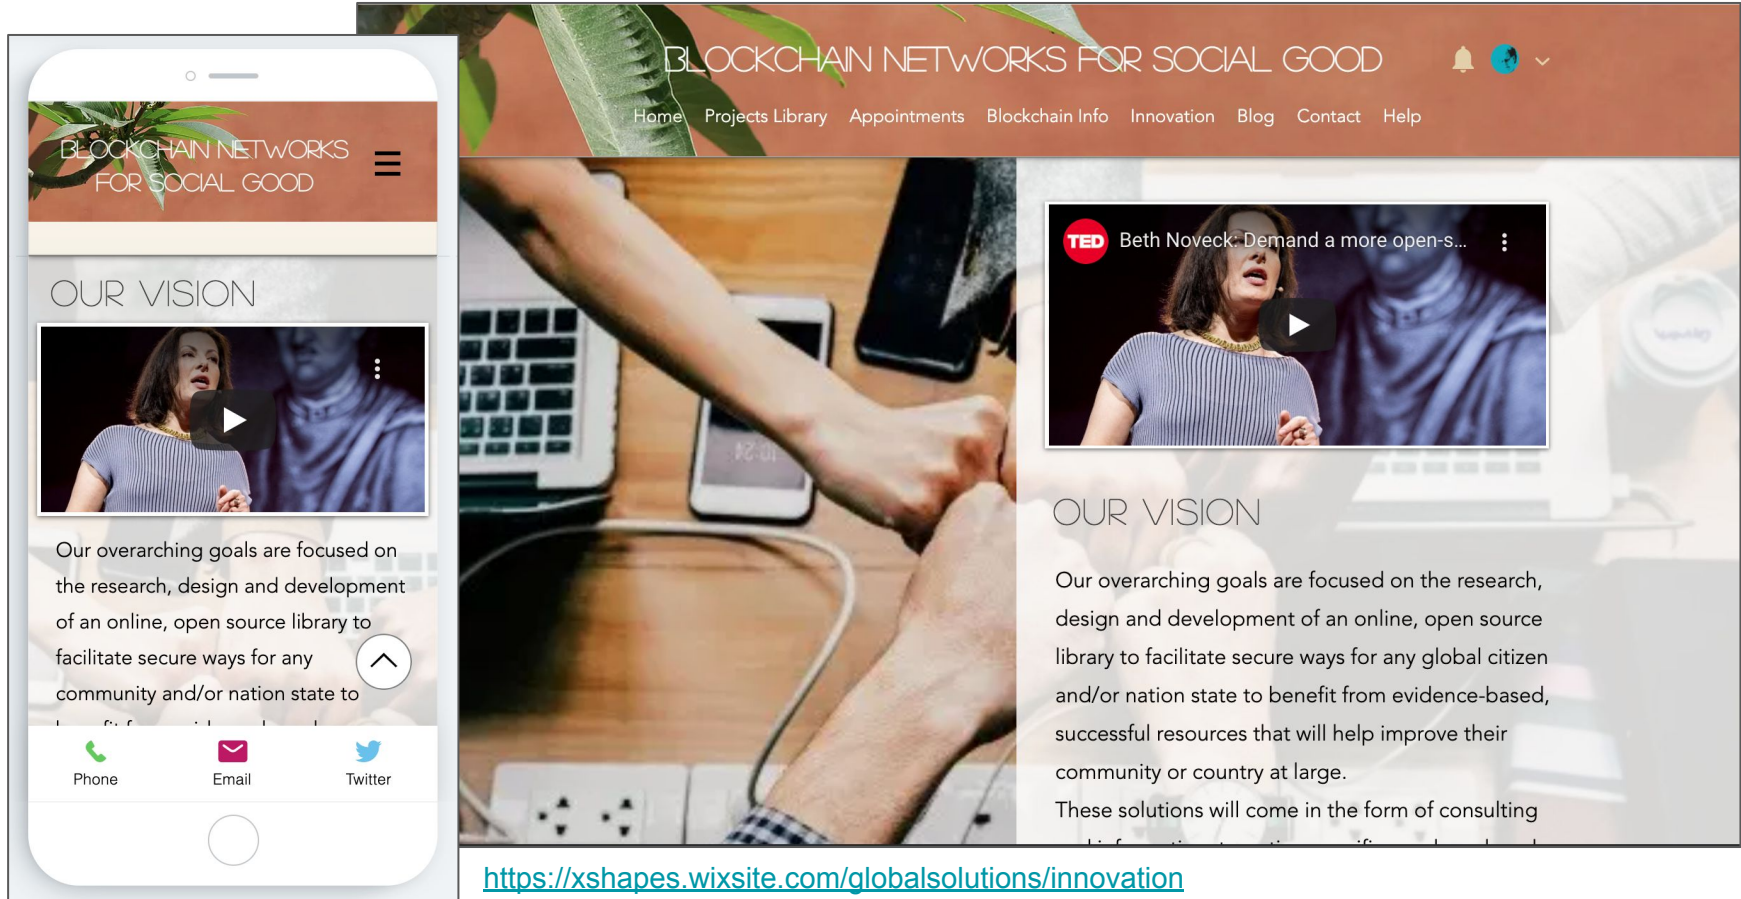 BLOCKCHAIN NETWORKS
FOR SOCIAL GOOD
OUR VISION
Our overarching goals are focused on
the research, design and development
of an online, open source library to
facilitate secure ways for any
community and/or nation state to
Phone
Email
Twitter
BLOCKCHAIN NETWORKS FOR SOCIAL GOOD
Home
Projects Library
Appointments
Blockchain Info
Innovation
Blog
Contact
Help
TED
Beth Noveck: Demand a more open-s...
OUR VISION
Our overarching goals are focused on the research,
design and development of an online, open source
library to facilitate secure ways for any global citizen
and/or nation state to benefit from evidence-based,
successful resources that will help improve their
community or country at large.
These solutions will come in the form of consulting
https://xshapes.wixsite.com/globalsolutions/innovation